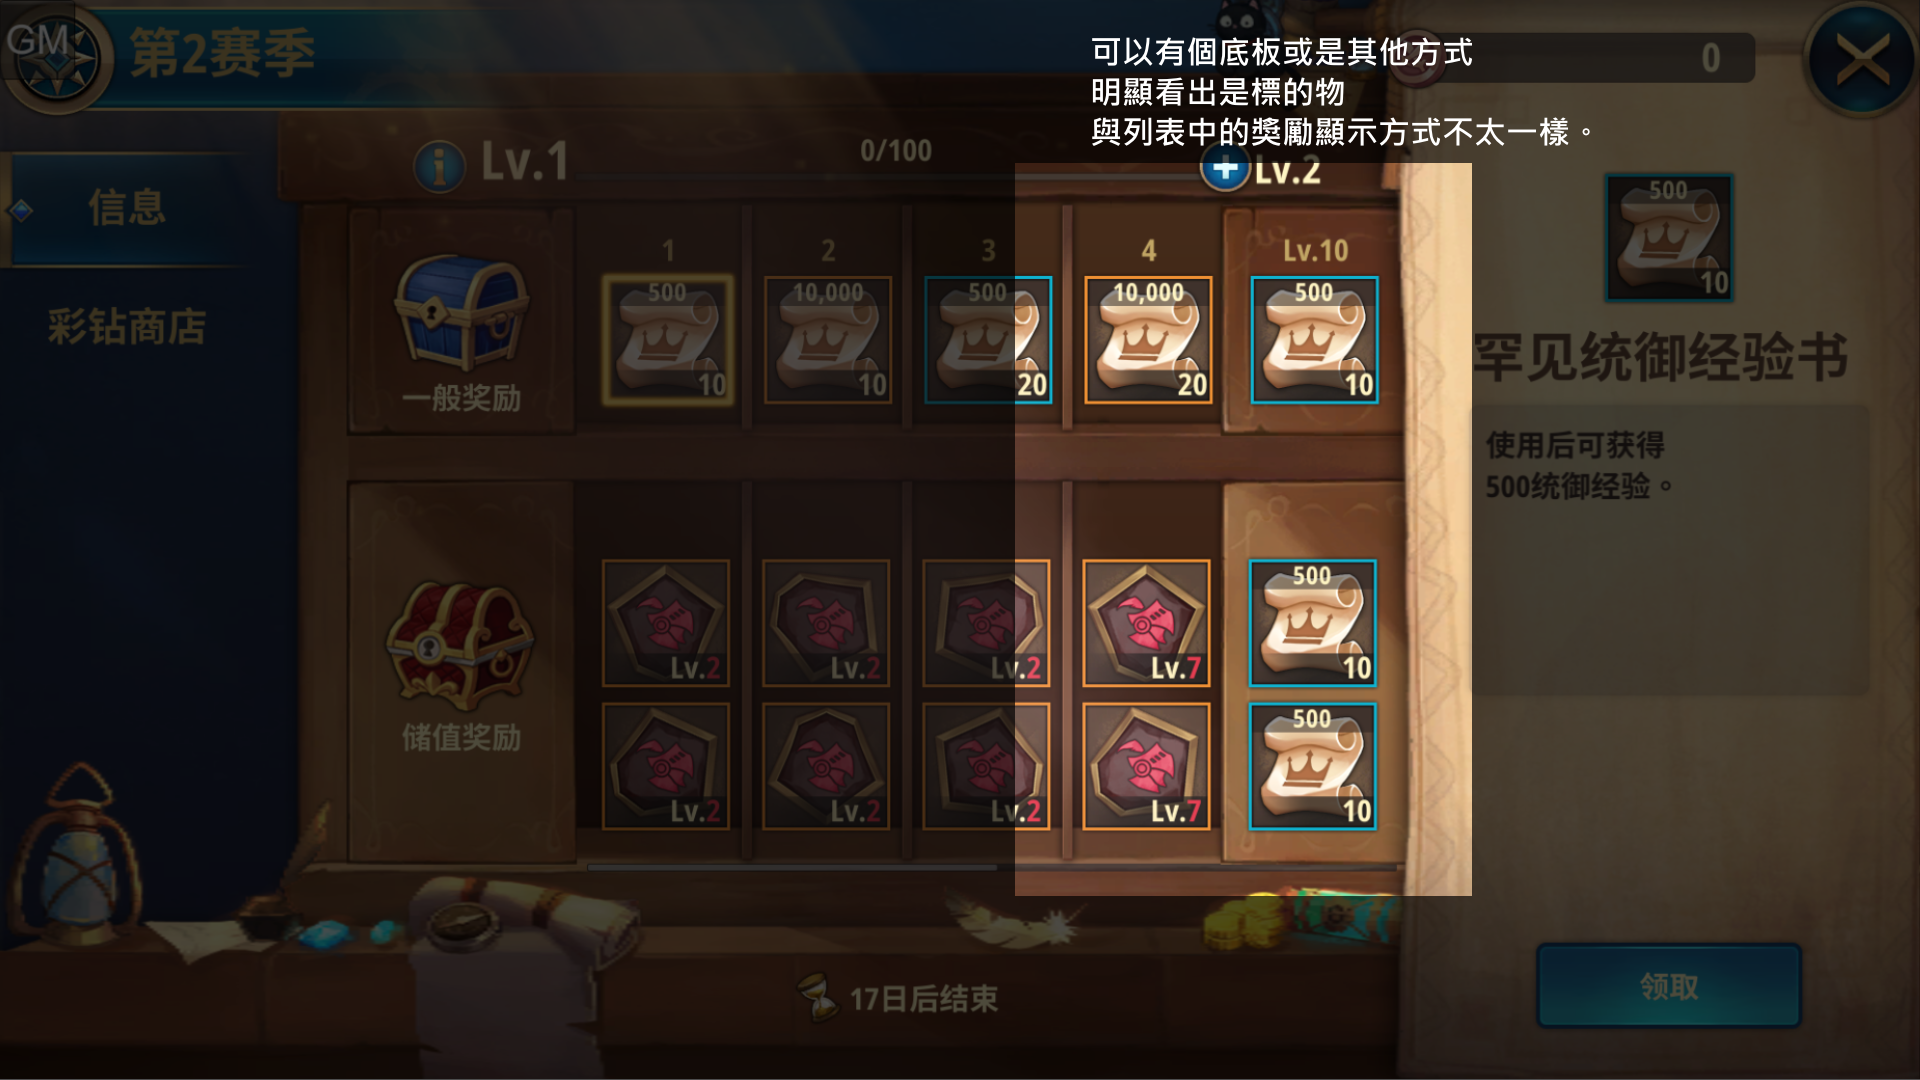 GM
第2赛季
可以有個底板或是其他方式
明顯看出是標的物
與列表中的獎勵顯示方式不太一樣。
0
Lv.1
0/100
Lv.2
信息
彩钻商店
1
2
3
4
Lv.10
500
10
10,000
10
500
20
10,000
20
500
10
一般奖励
Lv.2
Lv.2
Lv.2
Lv.7
500
10
Lv.2
Lv.2
Lv.2
Lv.7
500
10
储值奖励
17日后结束
500
10
罕见统御经验书
使用后可获得
500统御经验。
领取